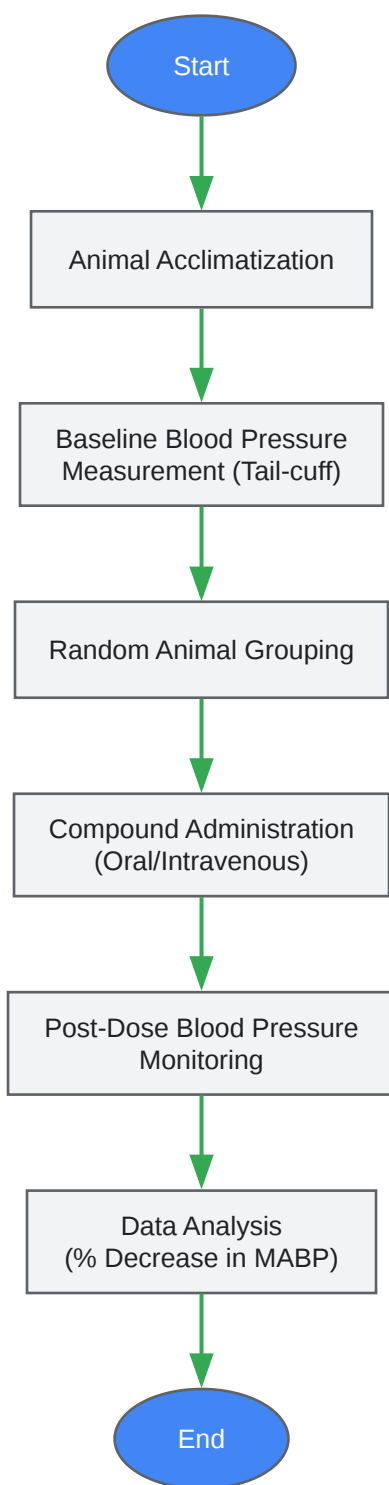 Start
Animal Acclimatization
Baseline Blood Pressure
Measurement (Tail-cuff)
Random Animal Grouping
Compound Administration
(Oral/Intravenous)
Post-Dose Blood Pressure
Monitoring
Data Analysis
(% Decrease in MABP)
End